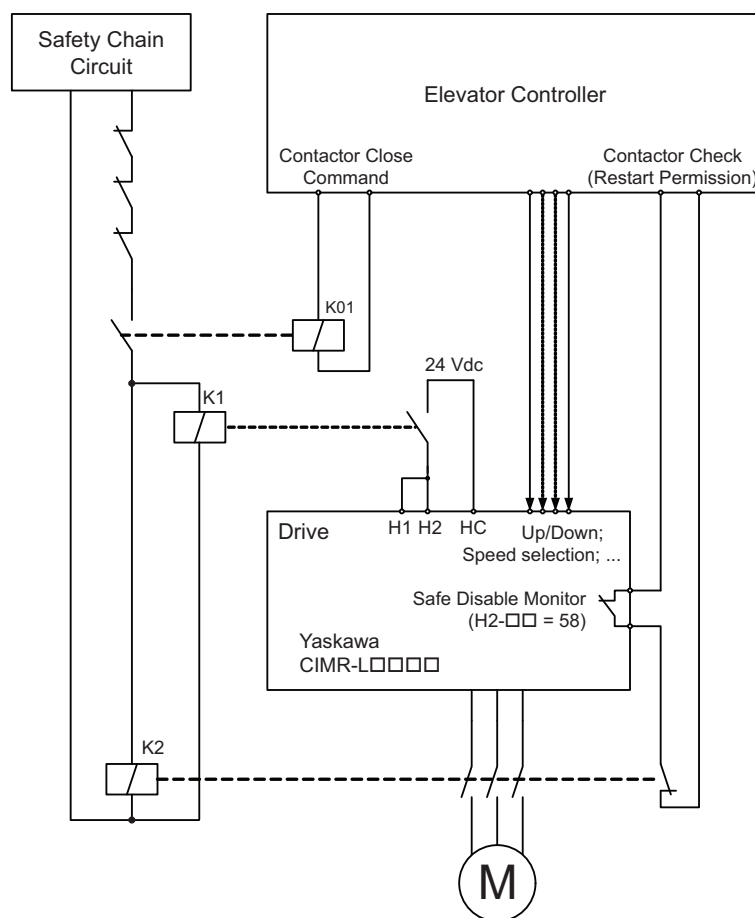 Safety Chain
Circuit
Elevator Controller
Contactor Close
Command
Contactor Check
(Restart Permission)
K01
24 Vdc
K1
Drive
H1 H2 HC
Up/Down;
Speed selection; ...
Safe Disable Monitor
(H2-□□ = 58)
Yaskawa
CIMR-L□□□□
K2
M